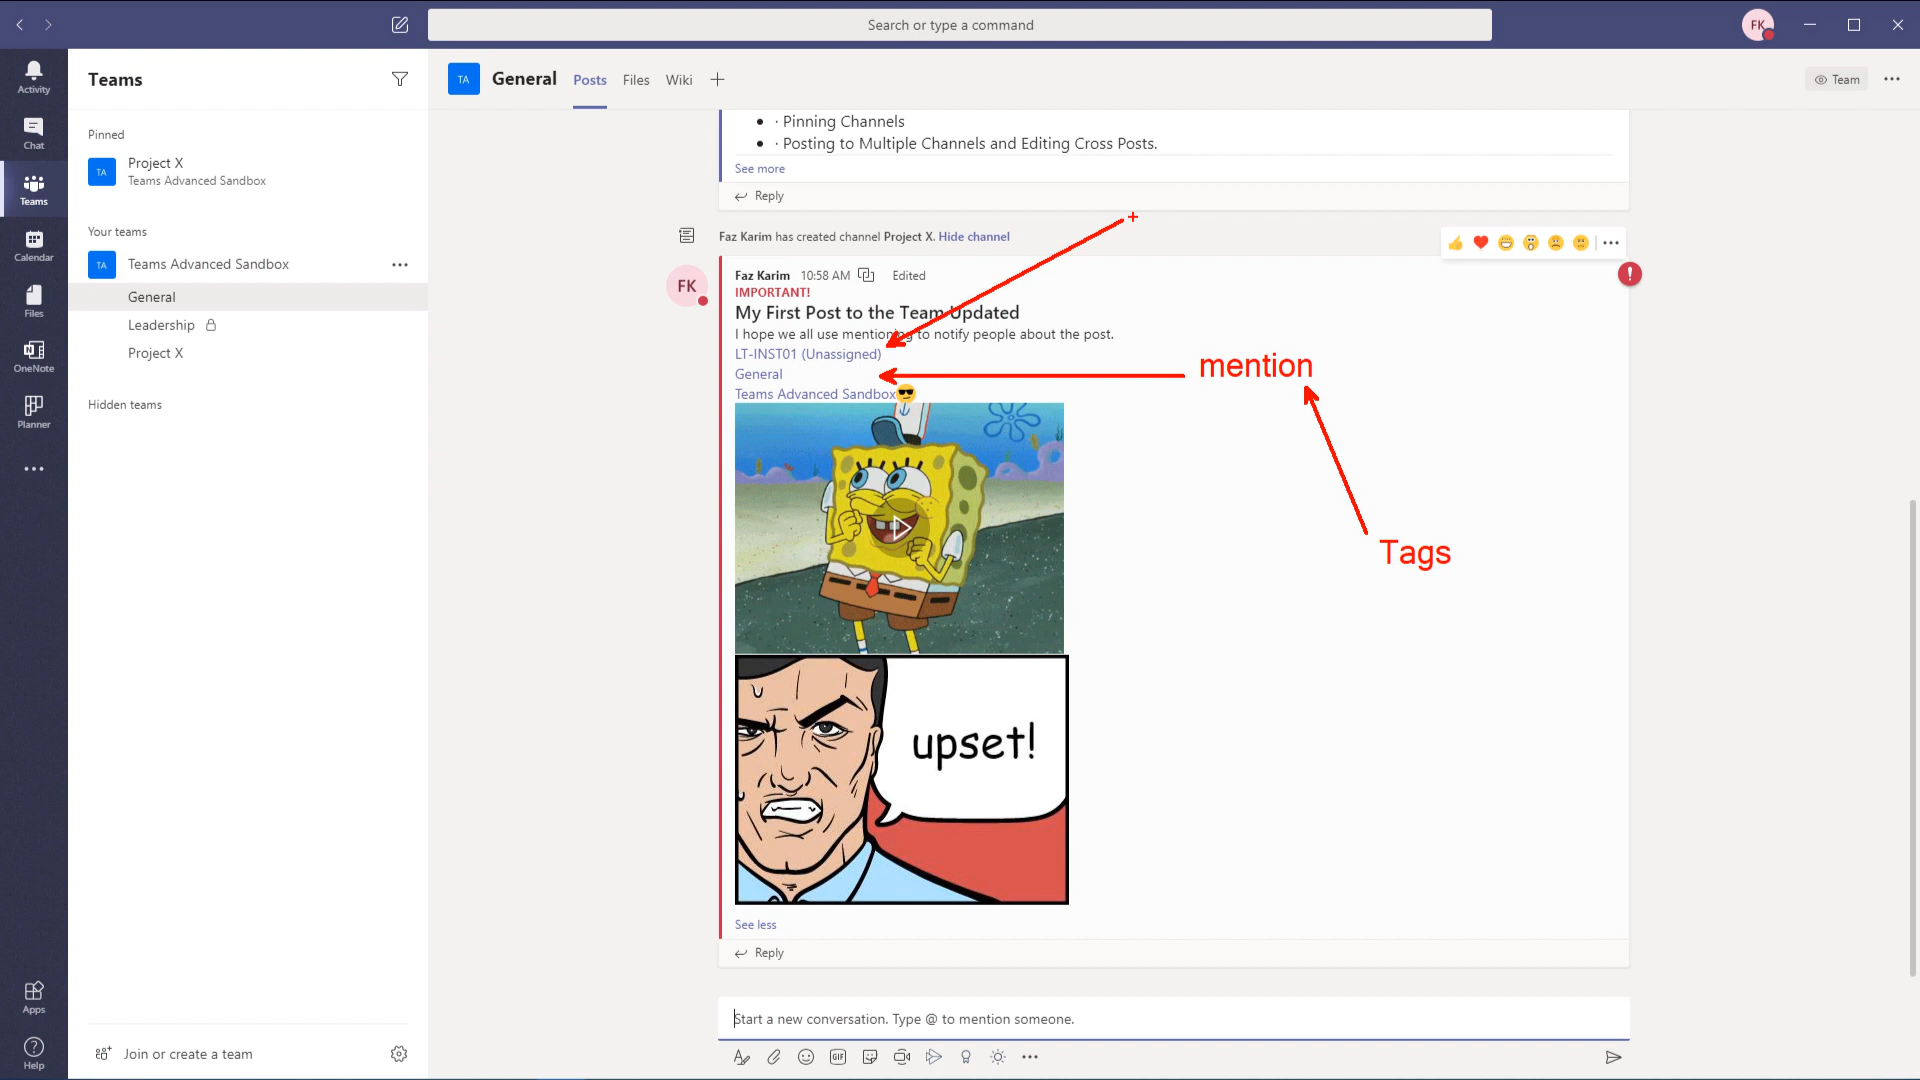 Search or type a command
FK
Activity
Chat
Teams
Calendar
Files
OneNote
Planner
Apps
Help
Teams
Pinned
TA
Project X
Teams Advanced Sandbox
Your teams
TA
Teams Advanced Sandbox
General
Leadership
Project X
Hidden teams
Join or create a team
TA
General Posts Files Wiki
Team
· Pinning Channels
· Posting to Multiple Channels and Editing Cross Posts.
See more
Reply
Faz Karim has created channel Project X. Hide channel
FK
Faz Karim 10:58 AM Edited
IMPORTANT!
My First Post to the Team Updated
I hope we all use mentioning to notify people about the post.
LT-INST01 (Unassigned)
General
Teams Advanced Sandbox
mention
Tags
upset!
See less
Reply
Start a new conversation. Type @ to mention someone.
GIF